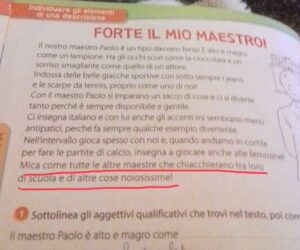 Individuare gli elementi
di una descrizione
FORTE IL MIO MAESTRO!
Il nostro maestro Paolo è un tipo davvero forte! È alto e magro
come un lampione. Ha gli occhi scuri come la cioccolata e un
sorriso smagliante come quello di un attore.
Indossa delle belle giacche sportive con sotto sempre i jeans
e le scarpe da tennis, proprio come uno di noi!
Con il maestro Paolo si imparano un sacco di cose e ci si diverte
tanto perché è sempre disponibile e gentile.
Ci insegna italiano e con lui anche gli accenti mi sembrano meno
antipatici, perché fa sempre qualche esempio divertente.
Nell'intervallo gioca spesso con noi e, quando andiamo in cortile
per fare le partite di calcio, insegna a giocare anche alle femmine!
Mica come tutte le altre maestre che chiacchierano tra loro
di scuola e di altre cose noiosissime!
1 Sottolinea gli aggettivi qualificativi che trovi nel testo, poi com
Il maestro Paolo è alto e magro come